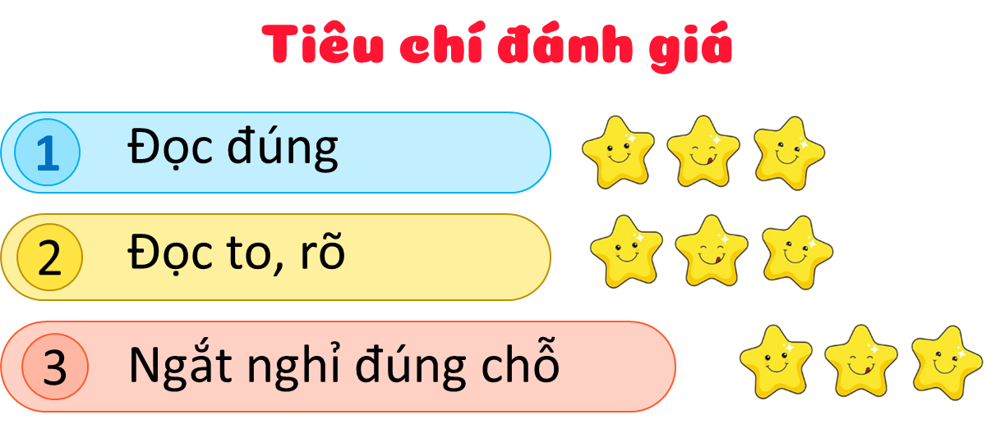 Tiêu chí đánh giá
1 Đọc đúng
2 Đọc to, rõ
3 Ngắt nghỉ đúng chỗ